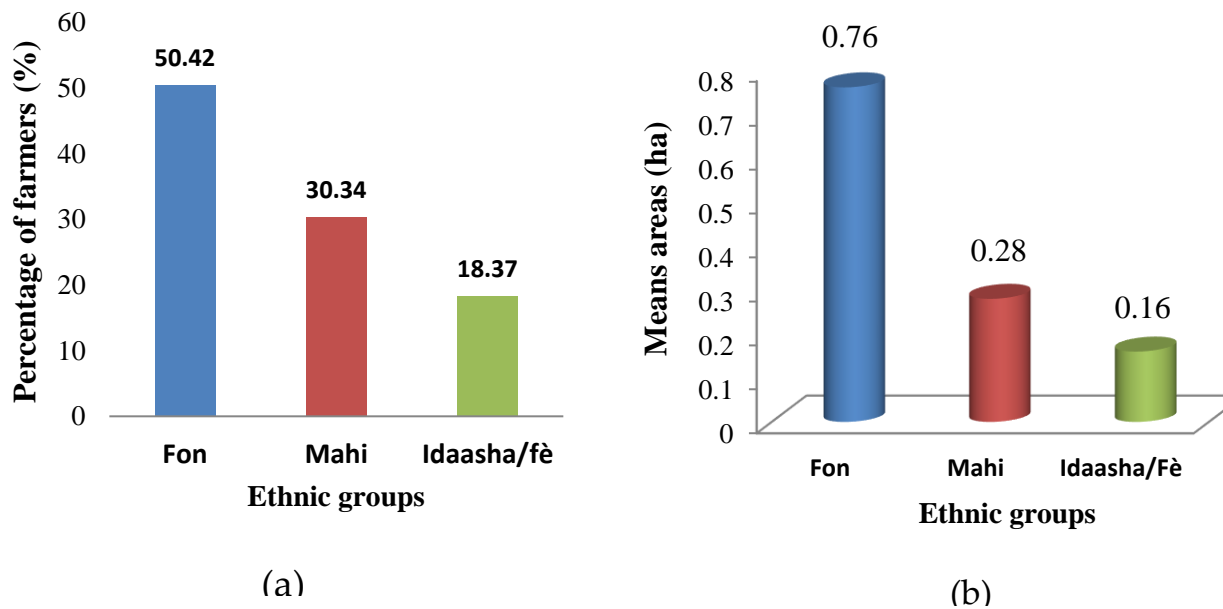 Percentage of farmers (%)
60
50
40
30
20
10
0
50.42
30.34
18.37
Fon Mahi Idaasha/fè
Ethnic groups
(a)
Means areas (ha)
0.8
0.7
0.6
0.5
0.4
0.3
0.2
0.1
0
0.76
0.28
0.16
Fon Mahi Idaasha/Fè
Ethnic groups
(b)